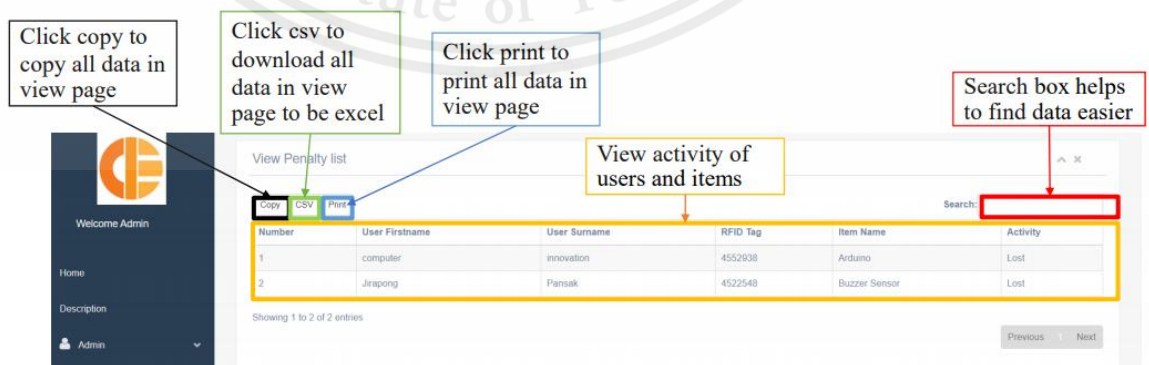 Click copy to
copy all data in
view page
Click csv to
download all
data in view
page to be excel
Click print to
print all data in
view page
Search box helps
to find data easier
View activity of
users and items
Welcome Admin
Home
Description
Admin
View Penalty list
Copy CSV Print
Search:
Number User Firstname User Surname RFID Tag Item Name Activity
1 computer innovation 4552938 Arduino Lost
2 Jirapong Pansak 4522548 Buzzer Sensor Lost
Showing 1 to 2 of 2 entries
Previous 1 Next